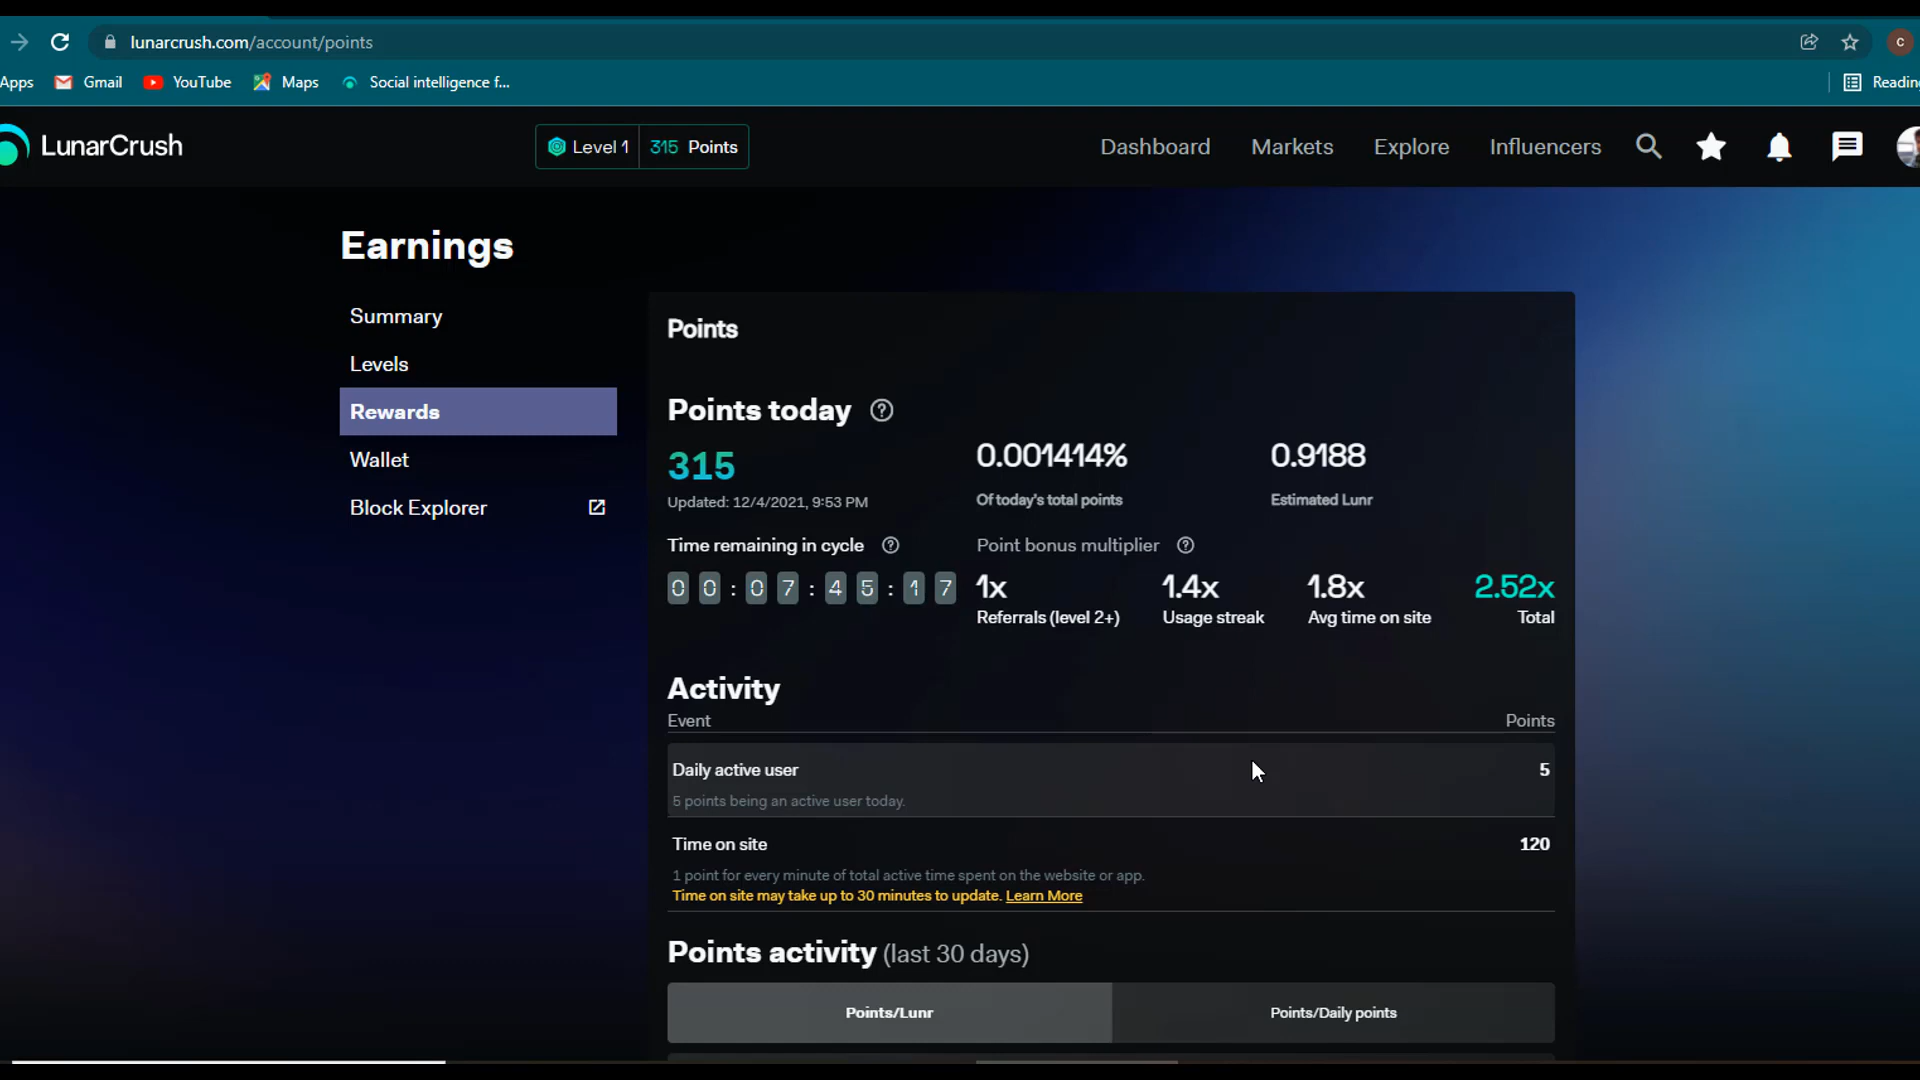 lunarcrush.com/account/points
C
Apps Gmail YouTube Maps Social intelligence f... Reading
LunarCrush
Level 1 315 Points
Dashboard Markets Explore Influencers
Earnings
Summary
Levels
Rewards
Wallet
Block Explorer
Points
Points today ?
315 0.001414% 0.9188
Updated: 12/4/2021, 9:53 PM Of today's total points Estimated Lunr
Time remaining in cycle ? Point bonus multiplier ?
00:07:45:17 1x 1.4x 1.8x 2.52x
Referrals (level 2+) Usage streak Avg time on site Total
Activity
Event Points
Daily active user 5
5 points being an active user today.
Time on site 120
1 point for every minute of total active time spent on the website or app.
Time on site may take up to 30 minutes to update. Learn More
Points activity (last 30 days)
Points/Lunr Points/Daily points